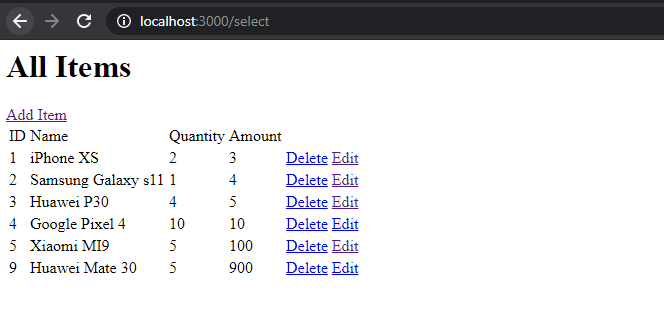 localhost:3000/select
All Items
Add Item
ID Name Quantity Amount
1 iPhone XS 2 3 Delete Edit
2 Samsung Galaxy s11 1 4 Delete Edit
3 Huawei P30 4 5 Delete Edit
4 Google Pixel 4 10 10 Delete Edit
5 Xiaomi MI9 5 100 Delete Edit
9 Huawei Mate 30 5 900 Delete Edit